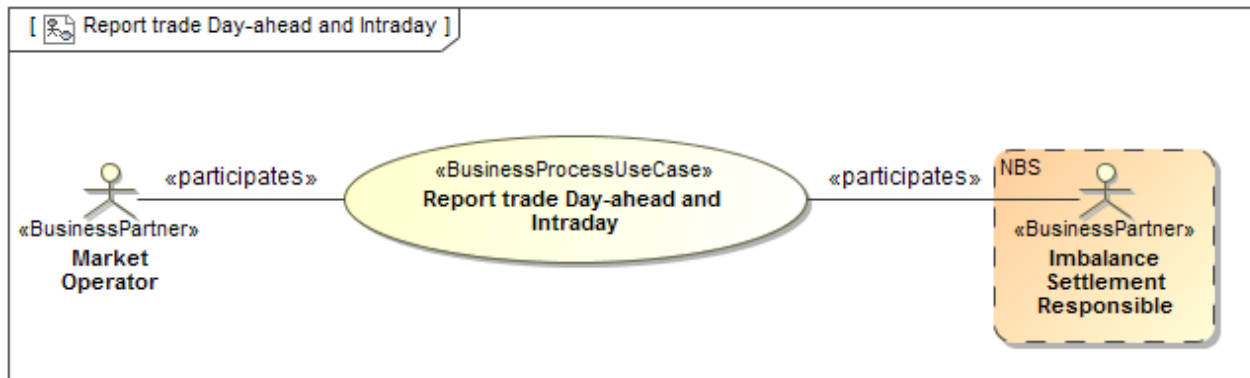 [ Report trade Day-ahead and Intraday ]
«participates»
«BusinessPartner»
Market
Operator
«BusinessProcessUseCase»
Report trade Day-ahead and
Intraday
«participates»
NBS
«BusinessPartner»
Imbalance
Settlement
Responsible